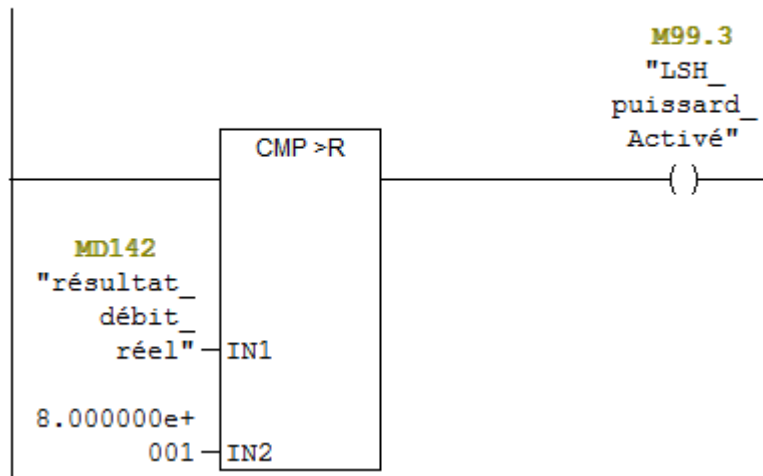 M99.3
"LSH_
puissard_
Activé"
CMP >R
MD142
"résultat_
débit_
réel"
IN1
8.000000e+
001
IN2